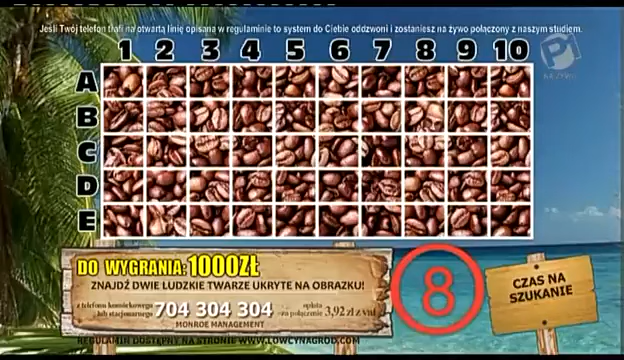 Jeśli Twój telefon trafi na otwartą linię opisaną w regulaminie to system do Ciebie oddzwoni i zostaniesz na żywo połączony z naszym studiem.
1 2 3 4 5 6 7 8 9 10
A
B
C
D
E
NA ŻYWO
DO WYGRANIA: 1000ZŁ
ZNAJDŹ DWIE LUDZKIE TWARZE UKRYTE NA OBRAZKU!
z telefonu komórkowego lub stacjonarnego 704 304 304 opłata za połączenie 3,92 zł z vat
MONROE MANAGEMENT
REGULAMIN DOSTĘPNY NA STRONIE WWW.LOWCYNAGROD.COM
8
CZAS NA
SZUKANIE